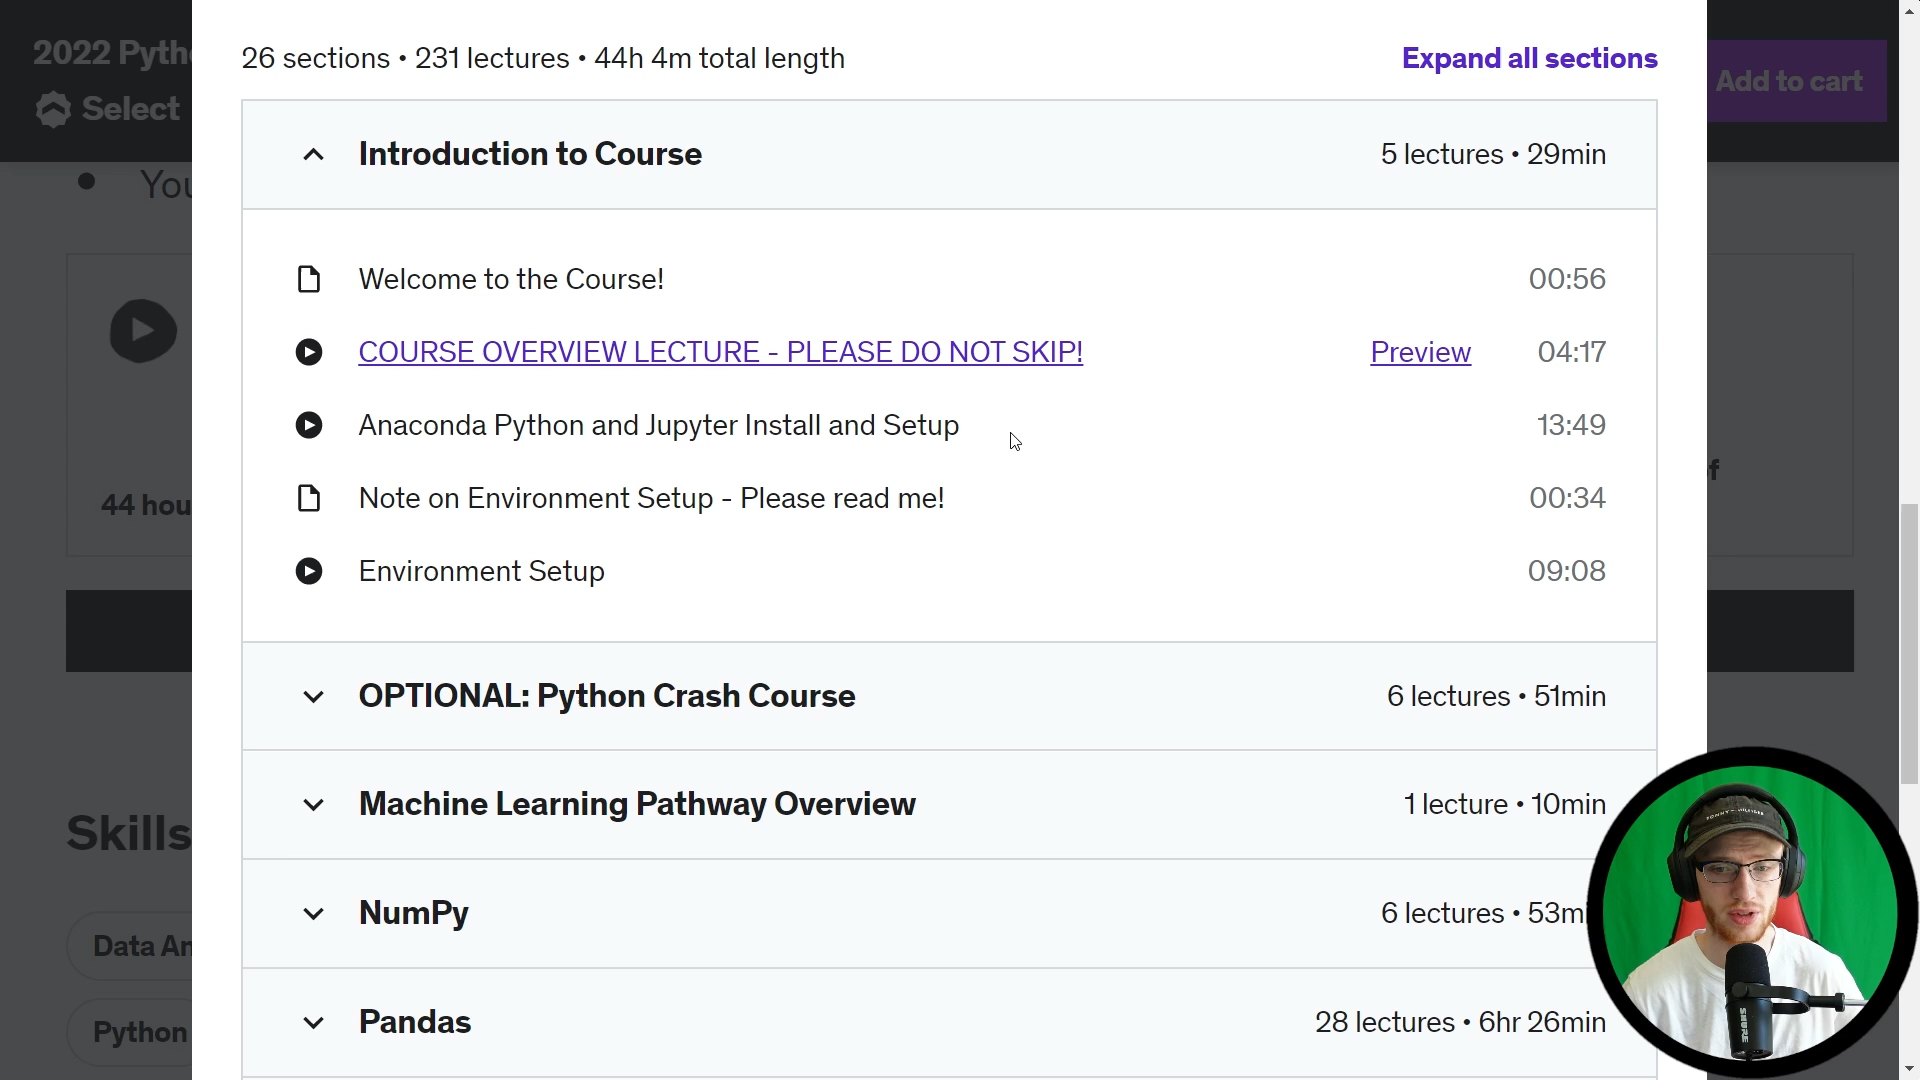 2022 Pyth
Select
Add to cart
26 sections • 231 lectures • 44h 4m total length
Expand all sections
Introduction to Course
5 lectures • 29min
You
Welcome to the Course!
00:56
COURSE OVERVIEW LECTURE - PLEASE DO NOT SKIP!
Preview
04:17
Anaconda Python and Jupyter Install and Setup
13:49
44 hou
Note on Environment Setup - Please read me!
00:34
f
Environment Setup
09:08
OPTIONAL: Python Crash Course
6 lectures • 51min
Machine Learning Pathway Overview
1 lecture • 10min
Skills
NumPy
6 lectures • 53mi
Data An
Pandas
28 lectures • 6hr 26min
Python
SHURE